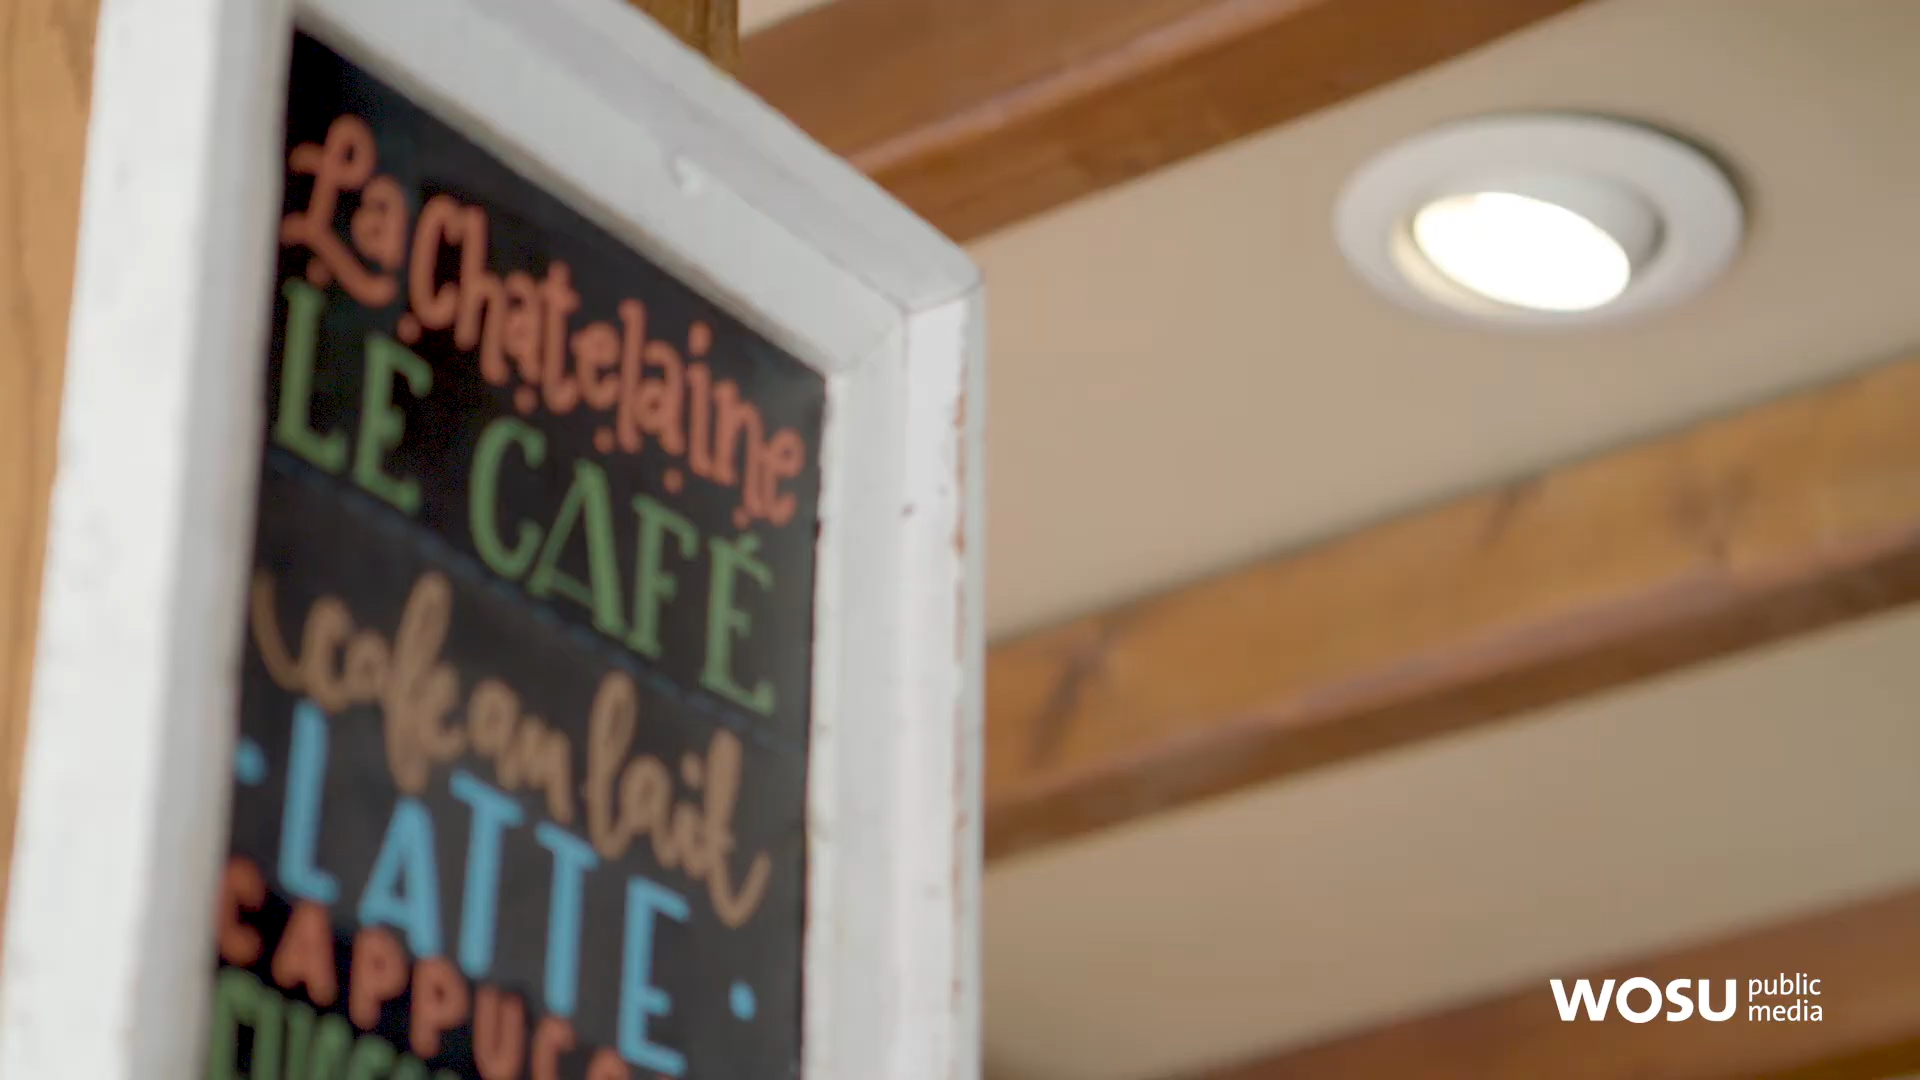 La Chatelaine
LE CAFÉ
cafe au lait
• LATTE •
WOSU public
media